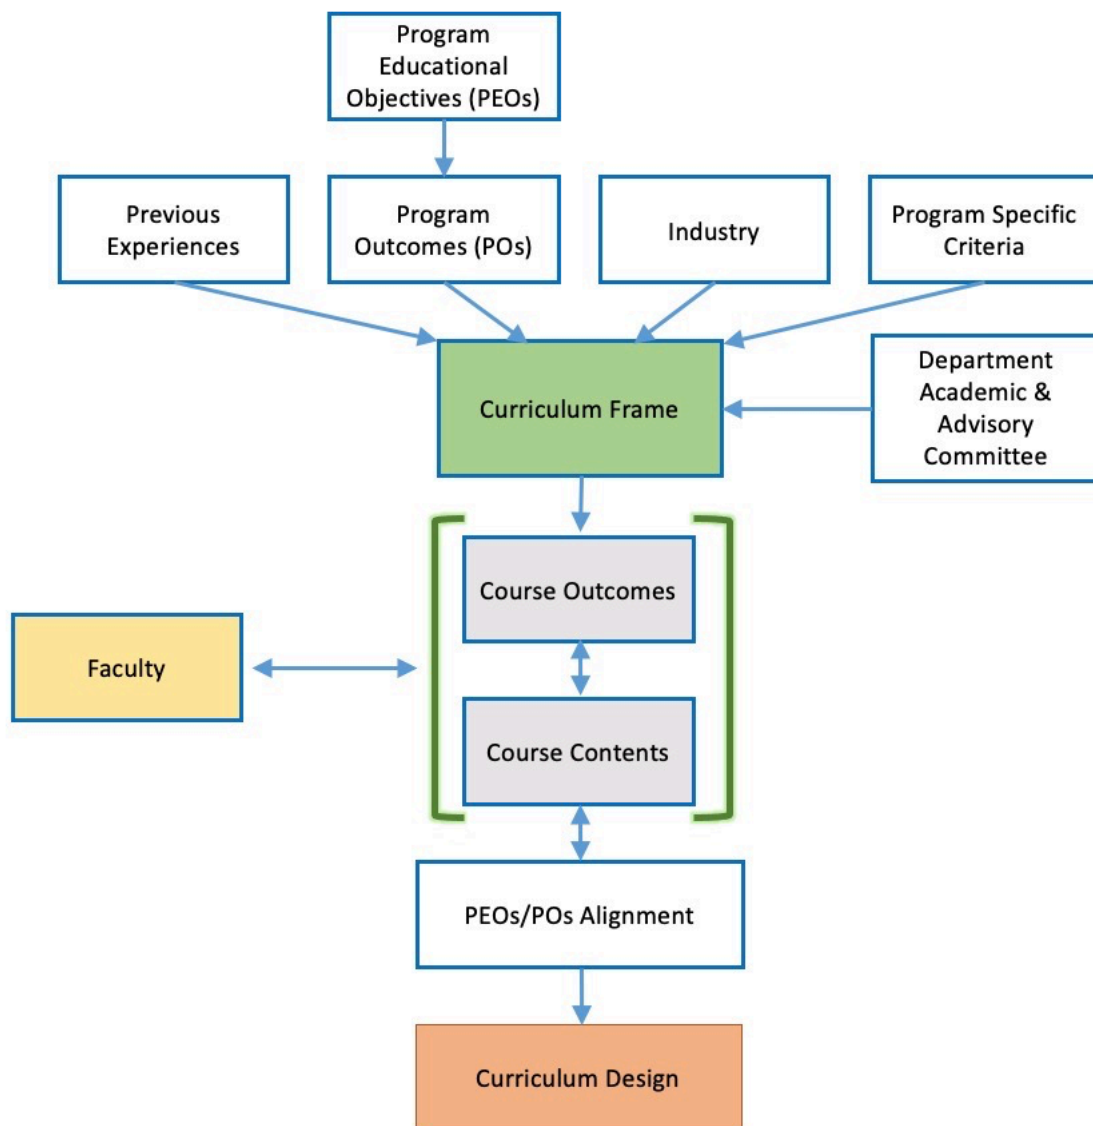 Program
Educational
Objectives (PEOs)
Previous
Experiences
Program
Outcomes (POs)
Industry
Program Specific
Criteria
Department
Academic &
Advisory
Committee
Curriculum Frame
Course Outcomes
Faculty
Course Contents
PEOs/POs Alignment
Curriculum Design